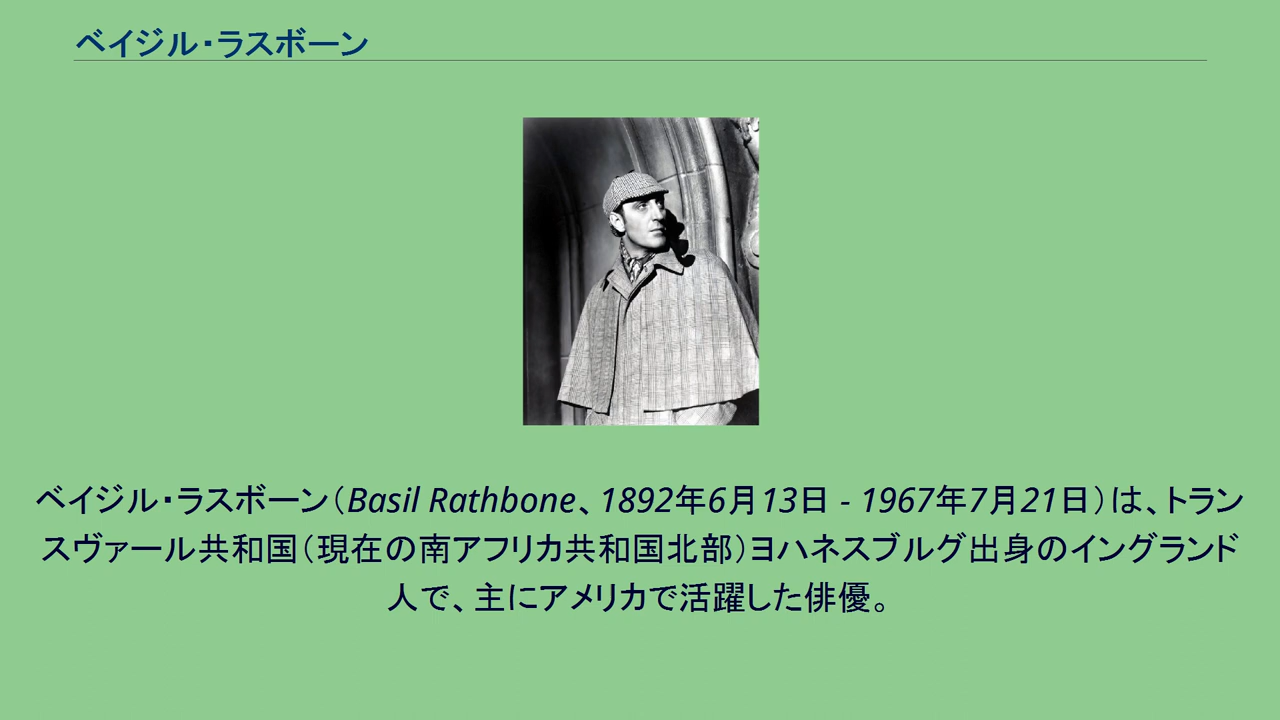 ベイジル・ラスボーン
ベイジル・ラスボーン（Basil Rathbone、1892年6月13日 - 1967年7月21日）は、トラン
スヴァール共和国（現在の南アフリカ共和国北部）ヨハネスブルグ出身のイングランド
人で、主にアメリカで活躍した俳優。